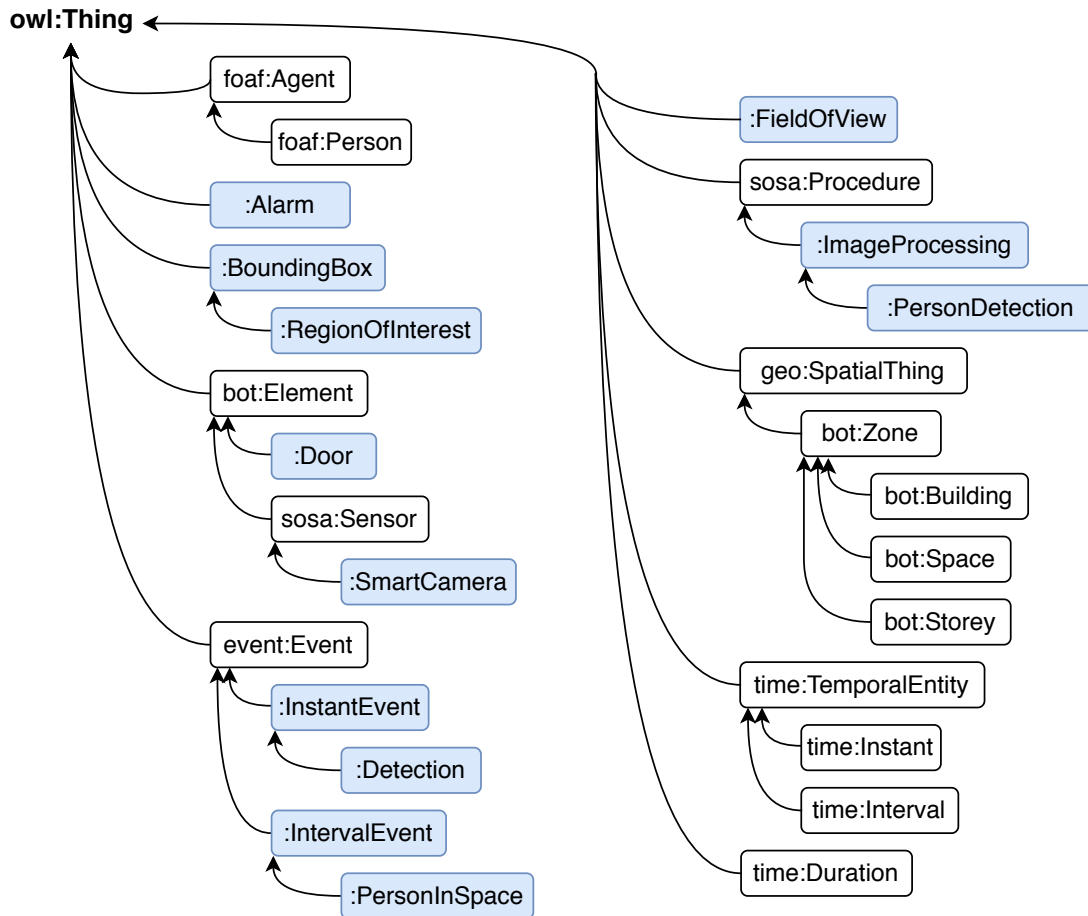 owl:Thing
foaf:Agent
foaf:Person
:Alarm
:BoundingBox
:RegionOfInterest
bot:Element
:Door
sosa:Sensor
:SmartCamera
event:Event
:InstantEvent
:Detection
:IntervalEvent
:PersonInSpace
:FieldOfView
sosa:Procedure
:ImageProcessing
:PersonDetection
geo:SpatialThing
bot:Zone
bot:Building
bot:Space
bot:Storey
time:TemporalEntity
time:Instant
time:Interval
time:Duration